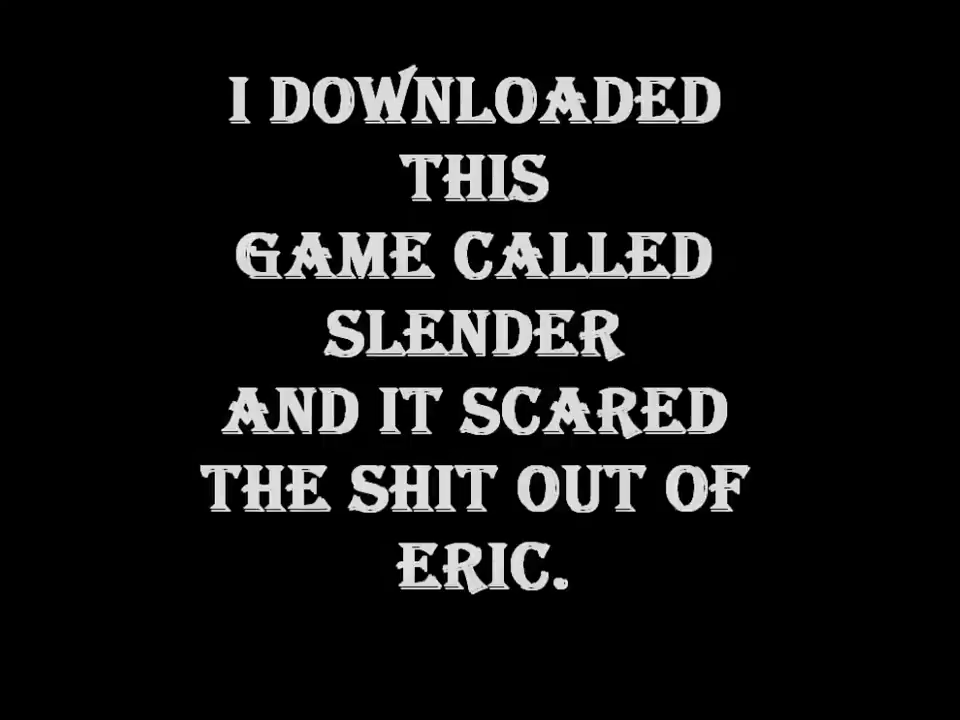 I DOWNLOADED
THIS
GAME CALLED
SLENDER
AND IT SCARED
THE SHIT OUT OF
ERIC.